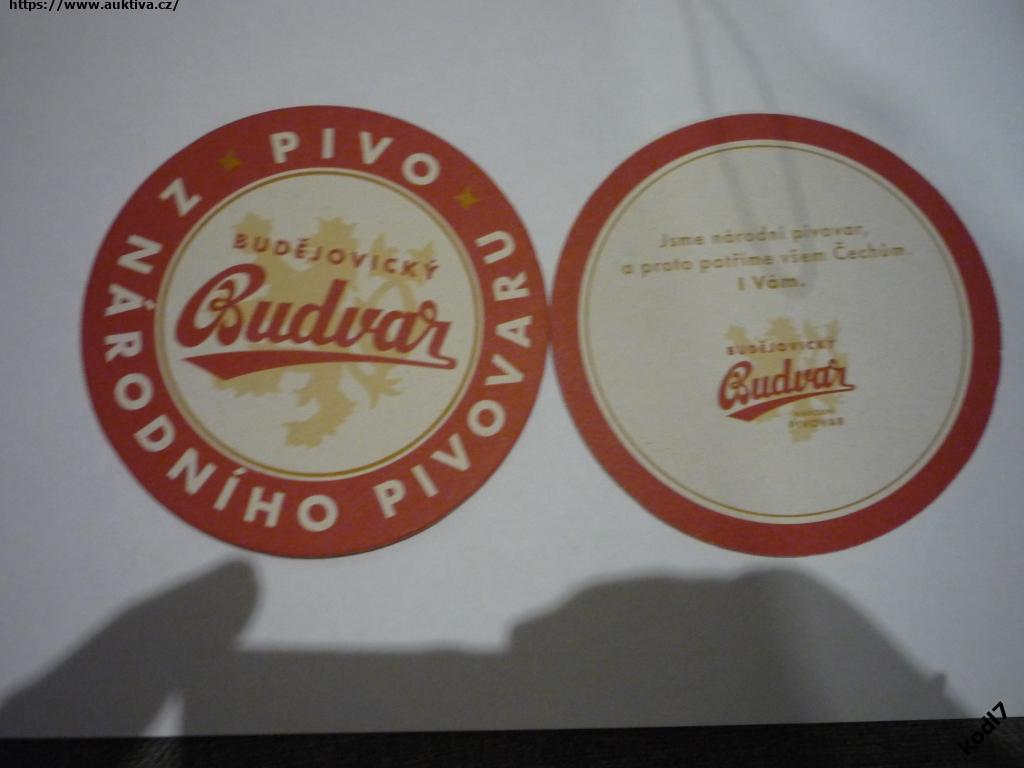 https://www.auktiva.cz/
PIVO
Z NÁRODNÍHO PIVOVARU
BUDĚJOVICKÝ
Budvar
Jsme národní pivovar,
a proto patříme všem Čechům.
I Vám.
BUDĚJOVICKÝ
Budvar
NÁRODNÍ
PIVOVAR
kodl7